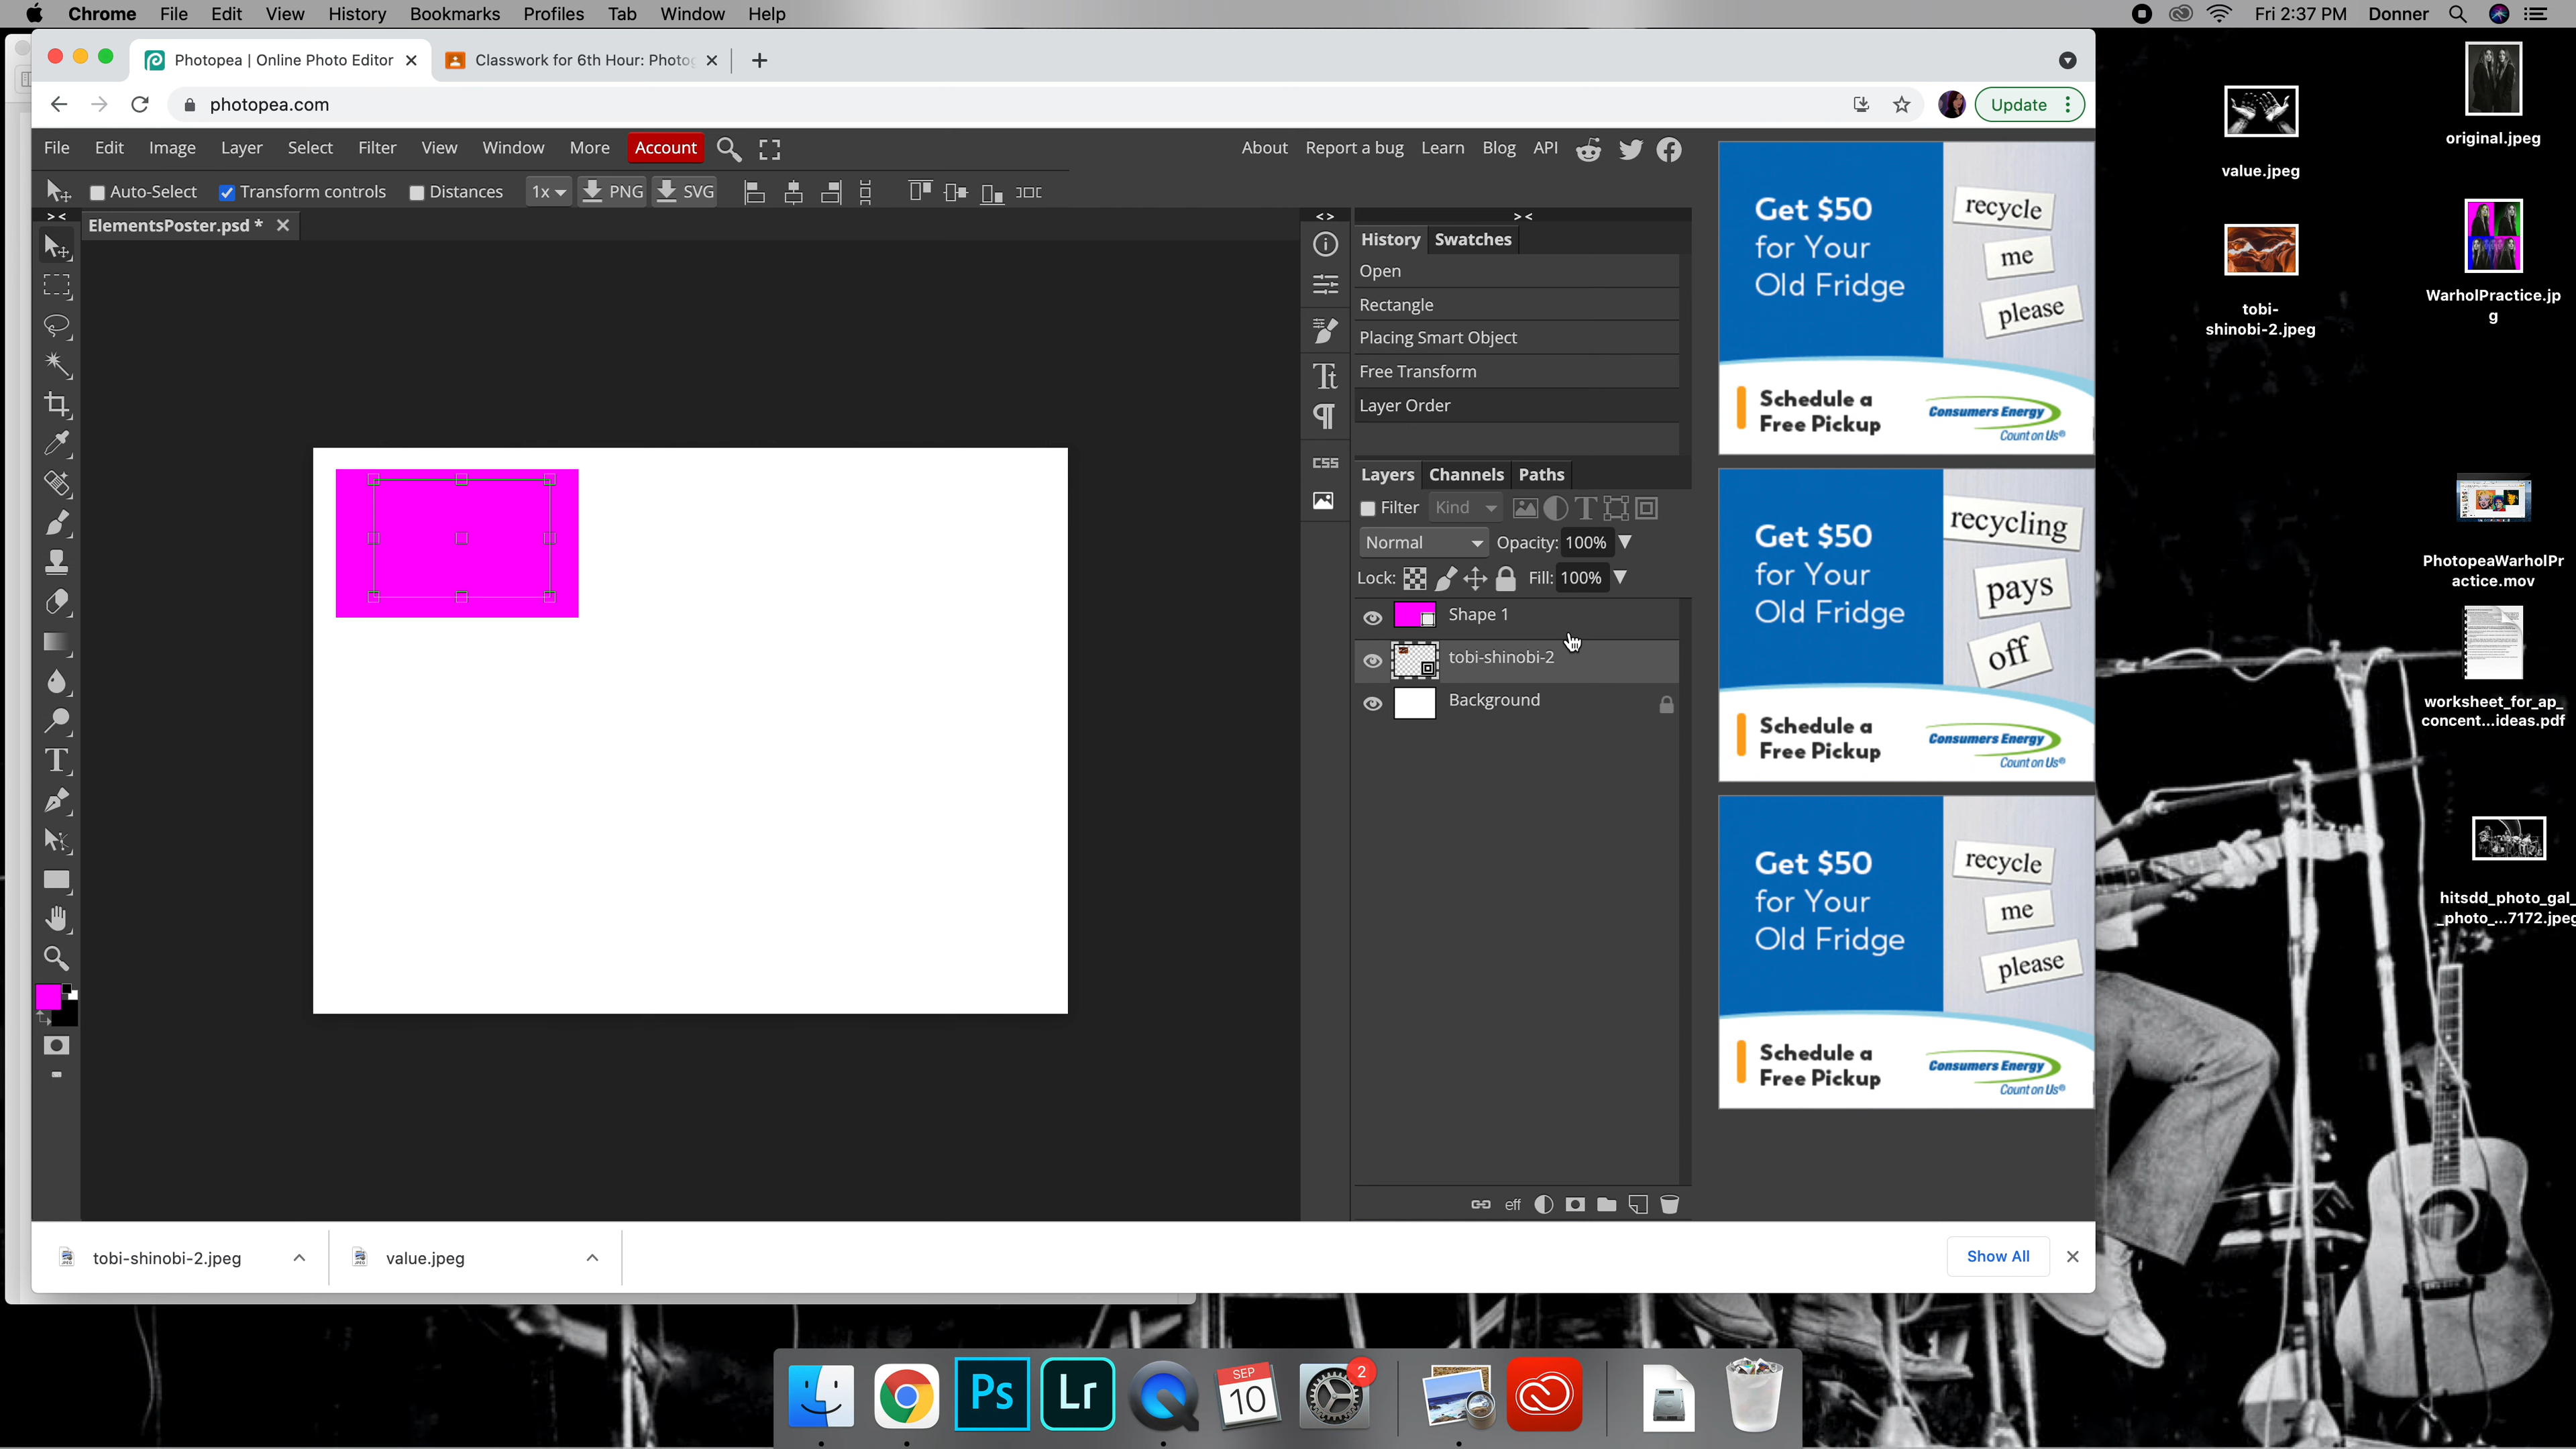 Chrome File Edit View History Bookmarks Profiles Tab Window Help
Fri 2:37 PM Donner
Photopea | Online Photo Editor
Classwork for 6th Hour: Photog
photopea.com
Update
File Edit Image Layer Select Filter View Window More Account
About Report a bug Learn Blog API
Auto-Select Transform controls Distances 1x PNG SVG
ElementsPoster.psd *
> <
< >
> <
History Swatches
Open
Rectangle
Placing Smart Object
Free Transform
Layer Order
CSS
Layers Channels Paths
Filter Kind
Normal Opacity: 100%
Lock: Fill: 100%
Shape 1
tobi-shinobi-2
Background
eff
Get $50
for Your
Old Fridge
recycle
me
please
Schedule a
Free Pickup
Consumers Energy
Count on Us®
Get $50
for Your
Old Fridge
recycling
pays
off
Schedule a
Free Pickup
Consumers Energy
Count on Us®
Get $50
for Your
Old Fridge
recycle
me
please
Schedule a
Free Pickup
Consumers Energy
Count on Us®
value.jpeg
original.jpeg
tobi-
shinobi-2.jpeg
WarholPractice.jp
g
PhotopeaWarholPr
actice.mov
worksheet_for_ap_
concent...ideas.pdf
hitsdd_photo_gal_
_photo_...7172.jpeg
tobi-shinobi-2.jpeg
value.jpeg
Show All
Ps
Lr
SEP
10
2